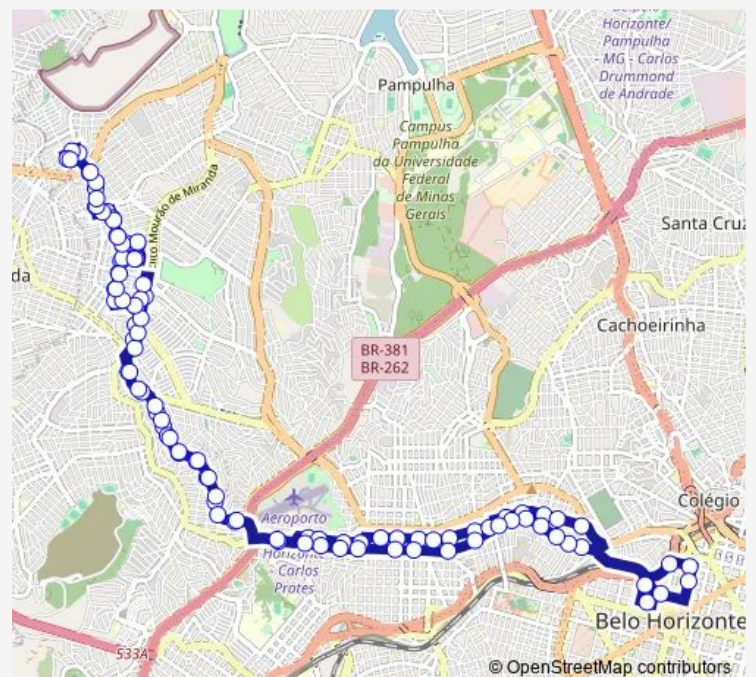 Horizonte/
Pampulha
- MG - Carlos
Drummond
de Andrade
Pampulha
Campus
Pampulha
da Universidade
Federal
de Minas
Gerais
Mourão de Miranda
Santa Cruz
da
Cachoeirinha
BR-381
BR-262
Colégio
Aeroporto
Horizonte
- Carlos
Prates
Belo Horizonte
533A
© OpenStreetMap contributors